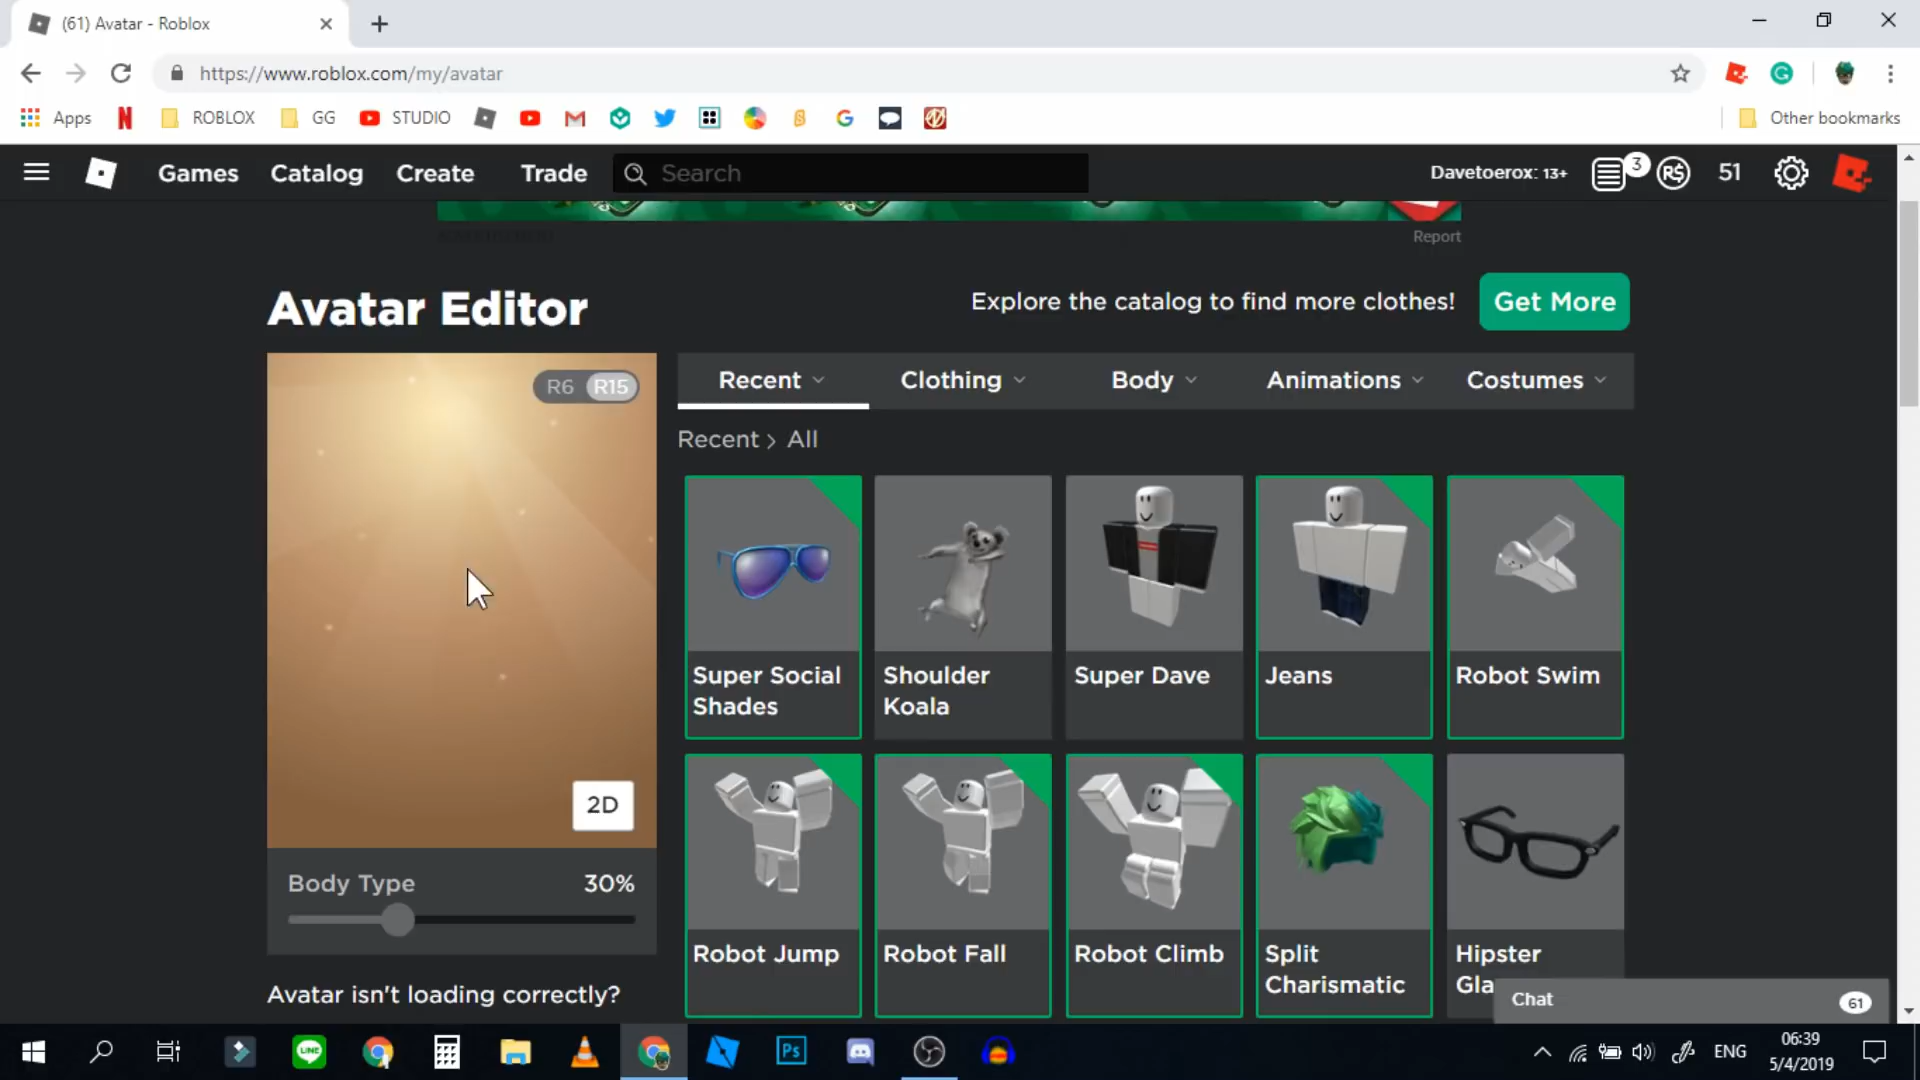 (61) Avatar - Roblox
https://www.roblox.com/my/avatar
Apps
ROBLOX
GG
STUDIO
Other bookmarks
Games
Catalog
Create
Trade
Search
Davetoerox: 13+
3
R$
51
Report
Avatar Editor
Explore the catalog to find more clothes!
Get More
R6 R15
Recent
Clothing
Body
Animations
Costumes
Recent > All
Super Social
Shades
Shoulder
Koala
Super Dave
Jeans
Robot Swim
2D
Body Type 30%
Robot Jump
Robot Fall
Robot Climb
Split
Charismatic
Hipster
Gla
Avatar isn't loading correctly?
Chat
61
LINE
Ps
ENG
06:39
5/4/2019